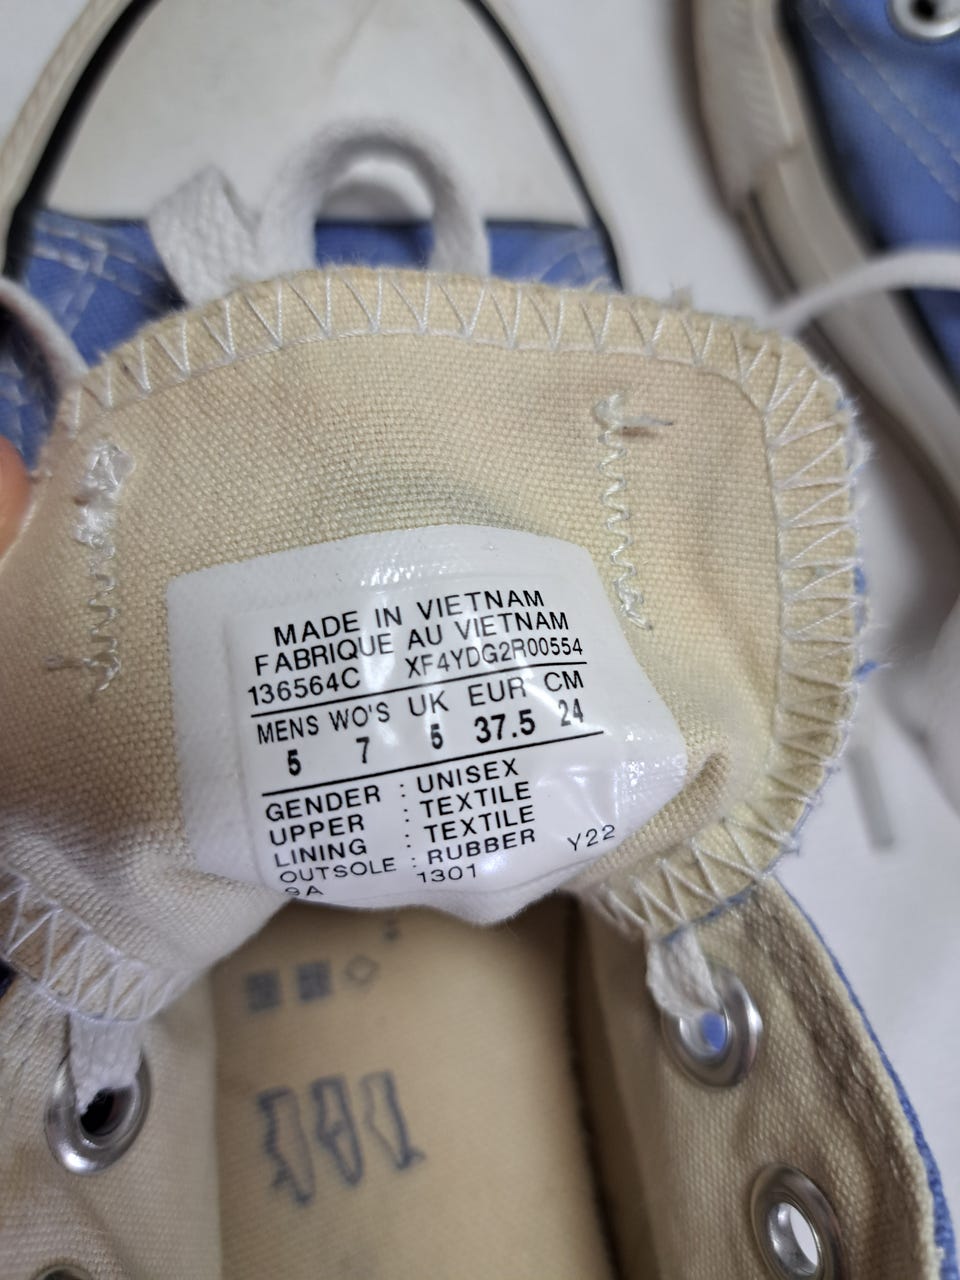 MADE IN VIETNAM
FABRIQUE AU VIETNAM
136564C XF4YDG2R00554
MENS WO'S UK EUR CM
5 7 5 37.5 24
GENDER : UNISEX
UPPER : TEXTILE
LINING : TEXTILE
OUTSOLE : RUBBER Y22
9A 1301